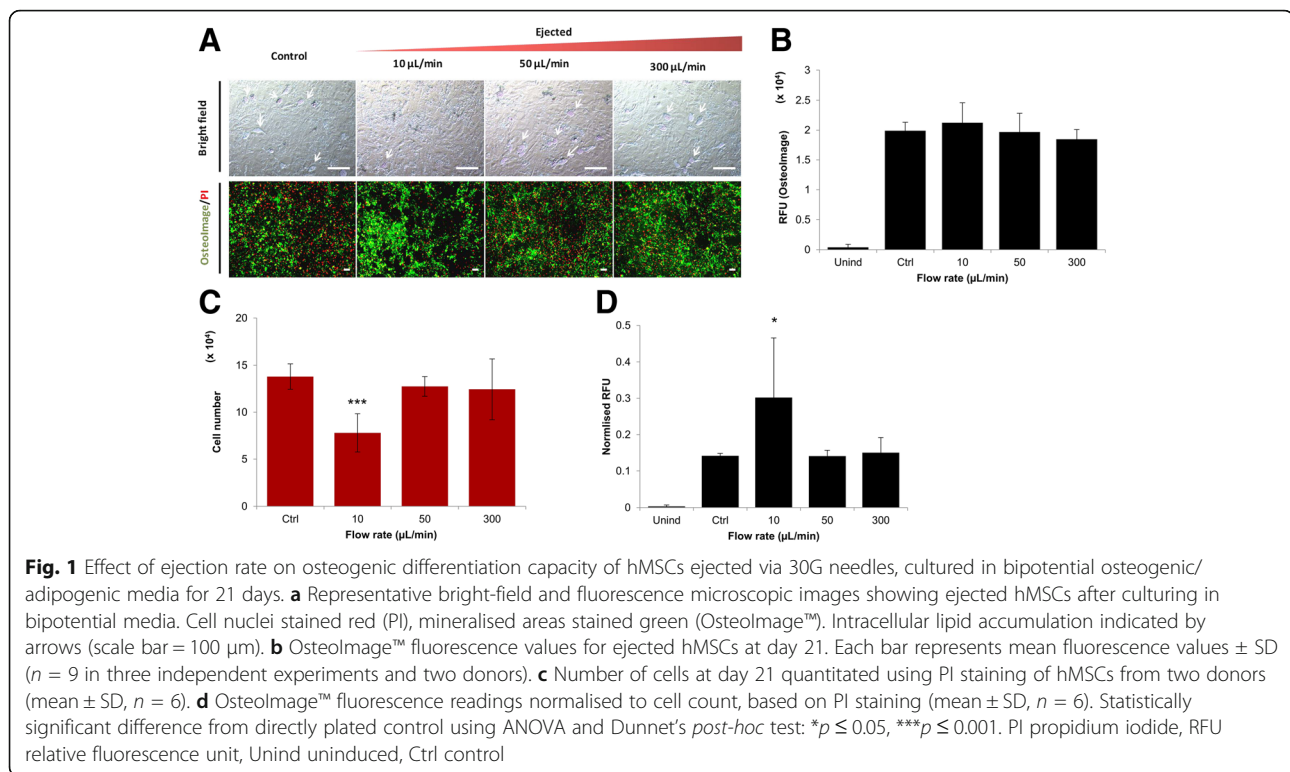 A
Ejected
Control
10 µL/min
50 µL/min
300 µL/min
Bright field
OsteoImage/PI
B
(x 10⁴)
RFU (OsteoImage)
3
2.5
2
1.5
1
0.5
0
Unind
Ctrl
10
50
300
Flow rate (µL/min)
C
(x 10⁴)
Cell number
20
15
10
5
0
***
Ctrl
10
50
300
Flow rate (µL/min)
D
Normlised RFU
0.5
0.4
0.3
0.2
0.1
0
*
Unind
Ctrl
10
50
300
Flow rate (µL/min)
Fig. 1 Effect of ejection rate on osteogenic differentiation capacity of hMSCs ejected via 30G needles, cultured in bipotential osteogenic/
adipogenic media for 21 days. a Representative bright-field and fluorescence microscopic images showing ejected hMSCs after culturing in
bipotential media. Cell nuclei stained red (PI), mineralised areas stained green (OsteoImage™). Intracellular lipid accumulation indicated by
arrows (scale bar = 100 µm). b OsteoImage™ fluorescence values for ejected hMSCs at day 21. Each bar represents mean fluorescence values ± SD
(n = 9 in three independent experiments and two donors). c Number of cells at day 21 quantitated using PI staining of hMSCs from two donors
(mean ± SD, n = 6). d OsteoImage™ fluorescence readings normalised to cell count, based on PI staining (mean ± SD, n = 6). Statistically
significant difference from directly plated control using ANOVA and Dunnet's post-hoc test: *p ≤ 0.05, ***p ≤ 0.001. PI propidium iodide, RFU
relative fluorescence unit, Unind uninduced, Ctrl control